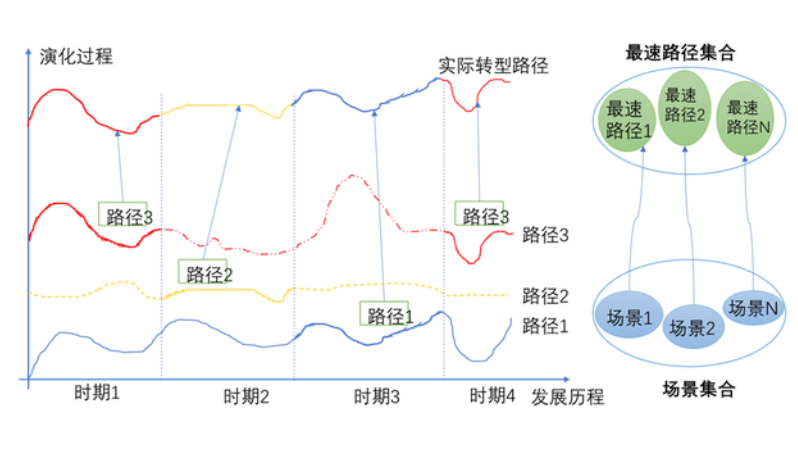 演化过程
实际转型路径
路径3
路径2
路径1
路径3
路径3
路径2
路径1
时期1
时期2
时期3
时期4
发展历程
最速路径集合
最速
路径1
最速
路径2
最速
路径N
场景1
场景2
场景N
场景集合